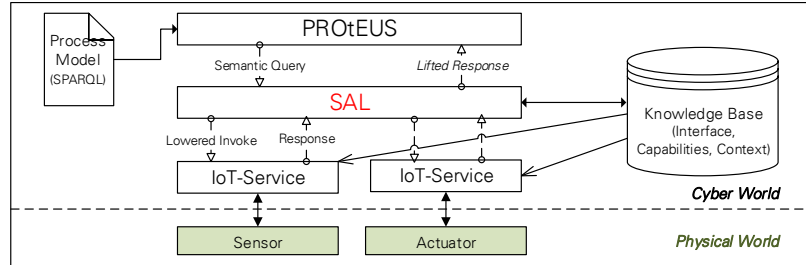 Process
Model
(SPARQL)
PROtEUS
Semantic Query
Lifted Response
SAL
Lowered Invoke
Response
Knowledge Base
(Interface,
Capabilities, Context)
IoT-Service
IoT-Service
Cyber World
Sensor
Actuator
Physical World